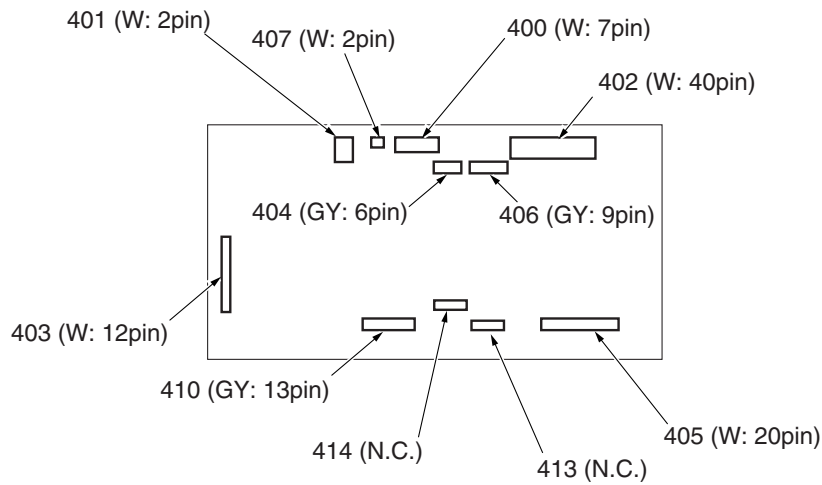 401 (W: 2pin)
407 (W: 2pin)
400 (W: 7pin)
402 (W: 40pin)
404 (GY: 6pin)
406 (GY: 9pin)
403 (W: 12pin)
410 (GY: 13pin)
414 (N.C.)
413 (N.C.)
405 (W: 20pin)